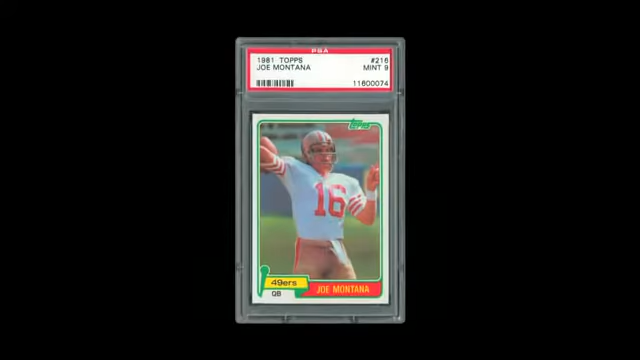 PSA
1981 TOPPS #216
JOE MONTANA MINT 9
11600074
Topps
16
49ers
QB
JOE MONTANA